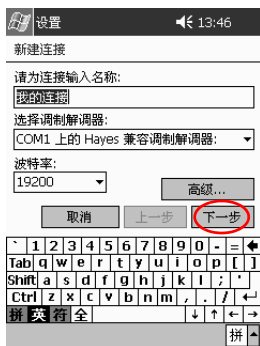 设置 13:46
新建连接
请为连接输入名称:
我的连接
选择调制解调器:
COM1 上的 Hayes 兼容调制解调器:
波特率:
19200
高级...
取消 上一步 下一步
` 1 2 3 4 5 6 7 8 9 0 - =
Tab q w e r t y u i o p [ ]
Shift a s d f g h j k l ; '
Ctrl z x c v b n m , . /
拼 英 符 全
拼